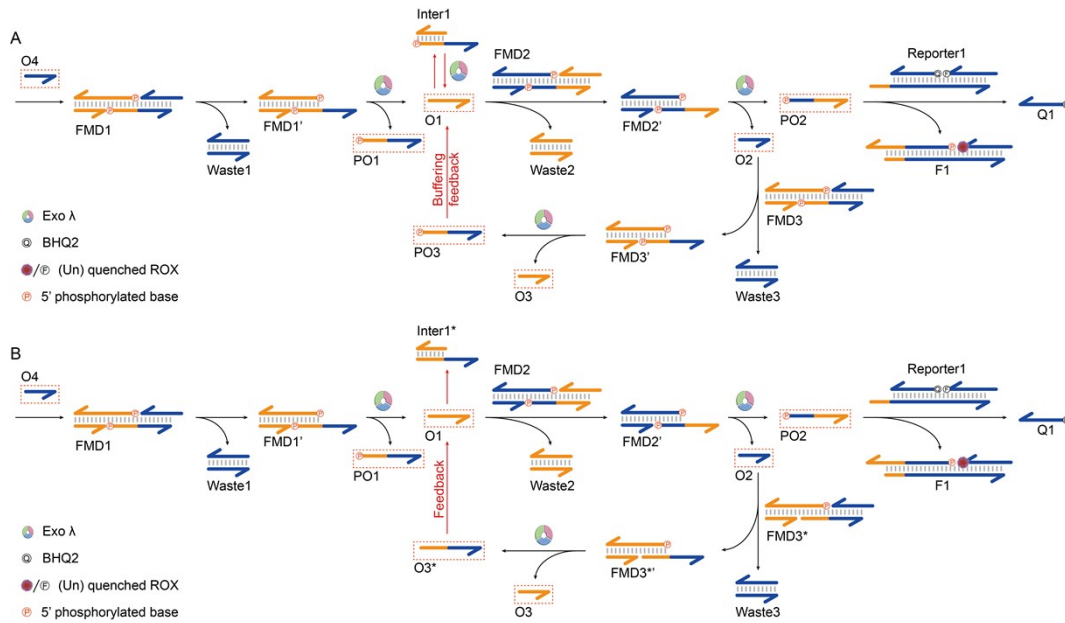 A
O4
FMD1
Waste1
FMD1'
PO1
Inter1
O1
FMD2
Waste2
FMD2'
O2
PO2
Reporter1
Q
F
Q1
P
F1
Buffering
feedback
PO3
O3
FMD3'
FMD3
Waste3
Exo λ
Q BHQ2
/F (Un) quenched ROX
P 5' phosphorylated base
B
O4
FMD1
Waste1
FMD1'
PO1
Inter1*
O1
FMD2
Waste2
FMD2'
O2
PO2
Reporter1
Q
F
Q1
P
F1
Feedback
O3*
O3
FMD3*'
FMD3*
Waste3
Exo λ
Q BHQ2
/F (Un) quenched ROX
P 5' phosphorylated base